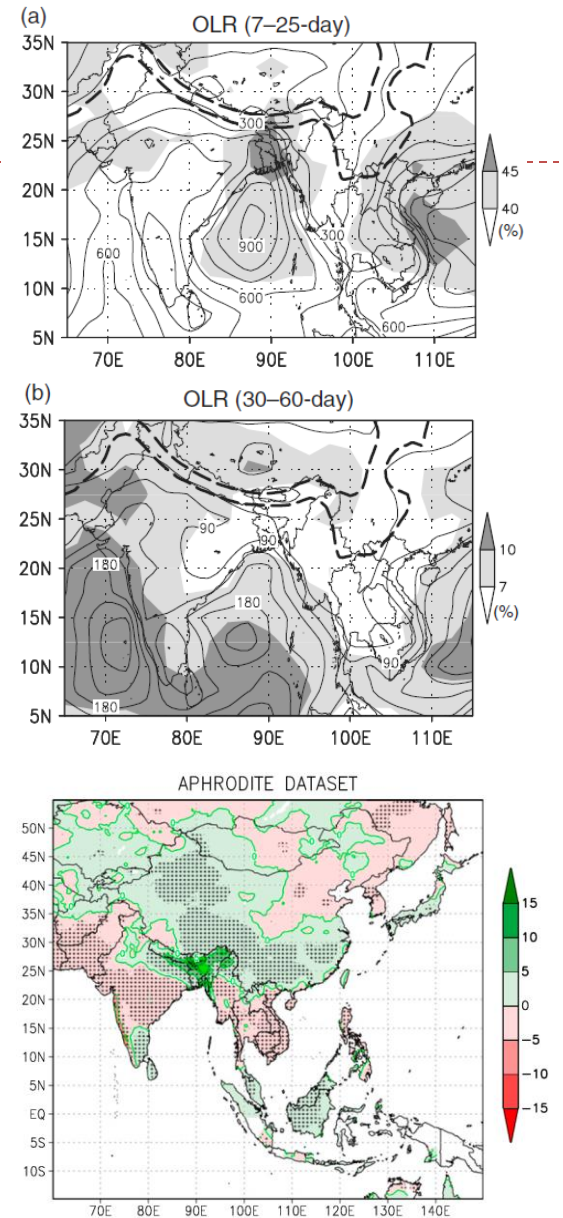 (a)
OLR (7–25-day)
35N
30N
25N
20N
15N
10N
5N
300
900
300
600
600
600
45
40
(%)
70E 80E 90E 100E 110E
(b)
OLR (30–60-day)
35N
30N
25N
20N
15N
10N
5N
90
90
180
180
90
180
10
7
(%)
70E 80E 90E 100E 110E
APHRODITE DATASET
50N
45N
40N
35N
30N
25N
20N
15N
10N
5N
EQ
5S
10S
15
10
5
0
−5
−10
−15
70E 80E 90E 100E 110E 120E 130E 140E